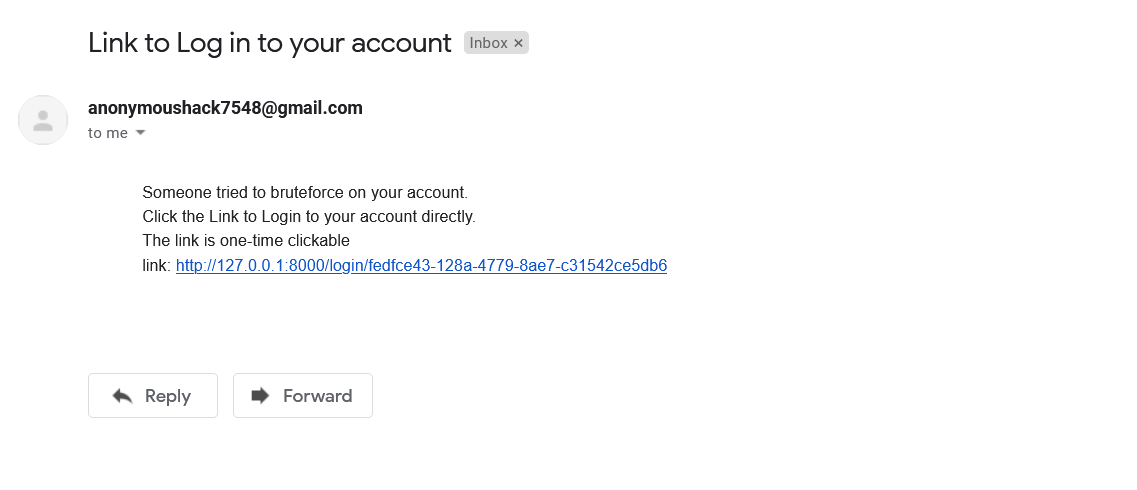 Link to Log in to your account Inbox ×
anonymoushack7548@gmail.com
to me
Someone tried to bruteforce on your account.
Click the Link to Login to your account directly.
The link is one-time clickable
link: http://127.0.0.1:8000/login/fedfce43-128a-4779-8ae7-c31542ce5db6
Reply Forward